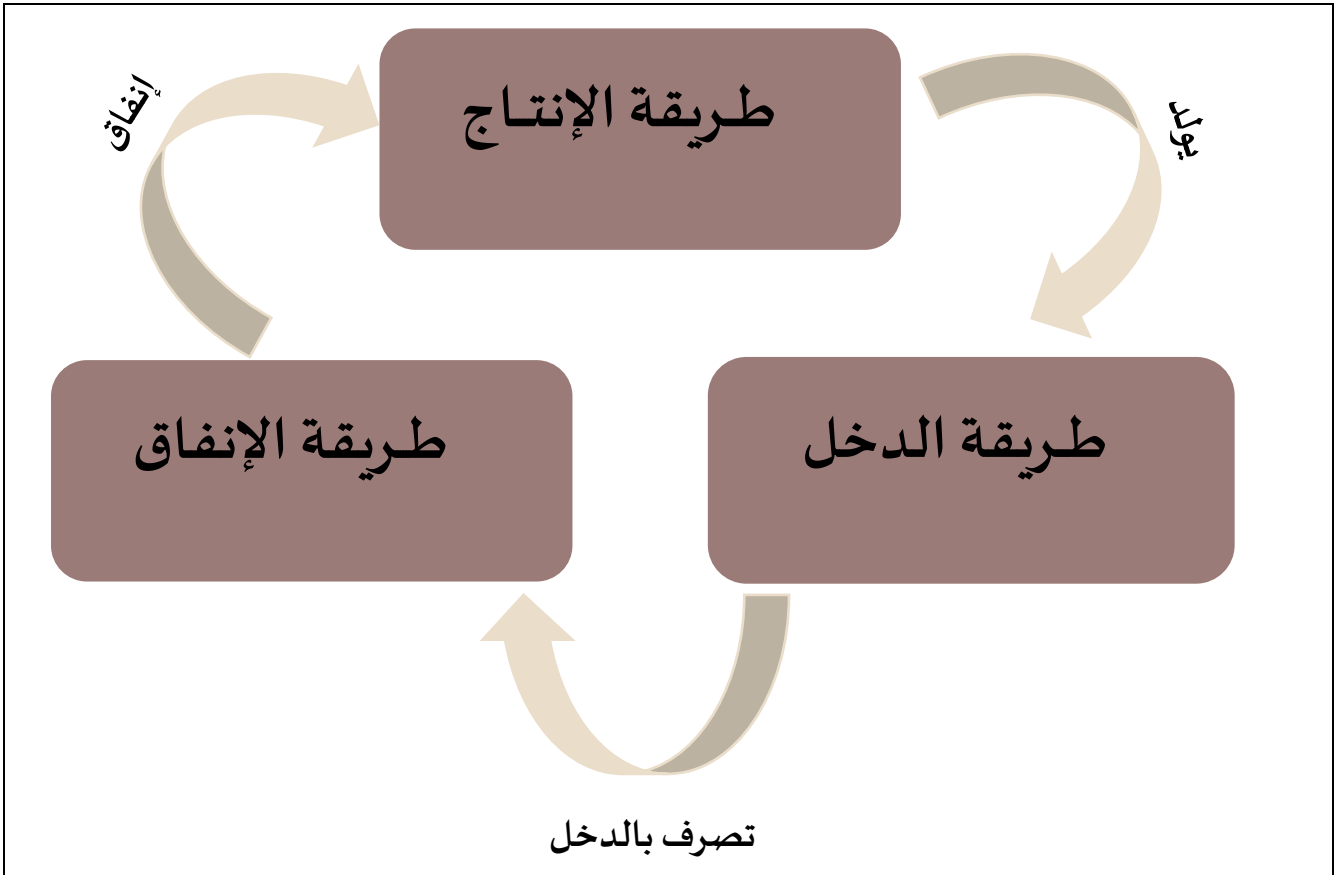 طريقة الإنتاج
يولد
إنفاق
طريقة الدخل
طريقة الإنفاق
تصرف بالدخل